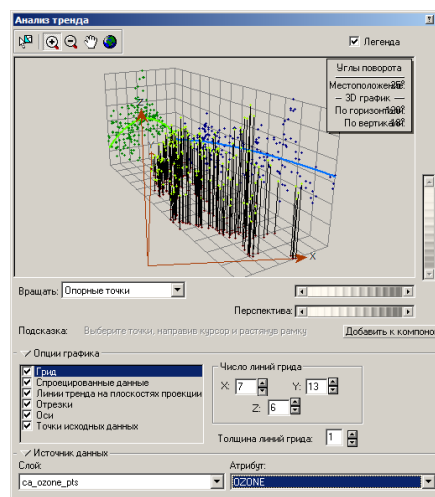 Анализ тренда
Легенда
Углы поворота
Местоположение:
3D график
По горизонтали:
По вертикали:
Z
X
Вращать: Опорные точки
Перспектива:
Подсказка: Выберите точки, направив курсор и растянув рамку
Добавить к компоно
Опции графика
Грид
Спроецированные данные
Линии тренда на плоскостях проекции
Отрезки
Оси
Точки исходных данных
Число линий грида
X: 7 Y: 13
Z: 6
Толщина линий грида: 1
Источник данных
Слой: Атрибут:
ca_ozone_pts OZONE